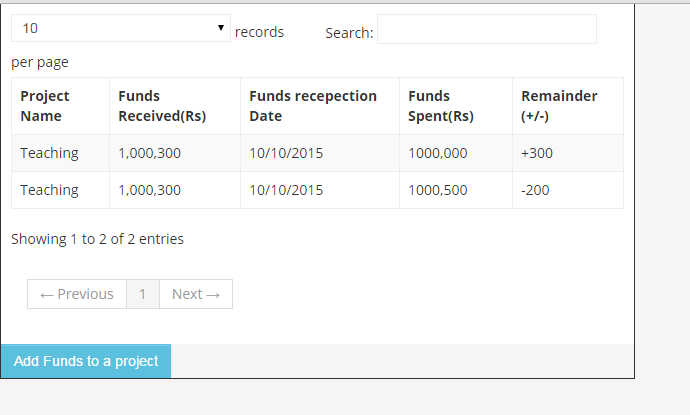 10 records Search:
per page
Project Name Funds Received(Rs) Funds recepection Date Funds Spent(Rs) Remainder (+/-)
Teaching 1,000,300 10/10/2015 1000,000 +300
Teaching 1,000,300 10/10/2015 1000,500 -200
Showing 1 to 2 of 2 entries
← Previous 1 Next →
Add Funds to a project